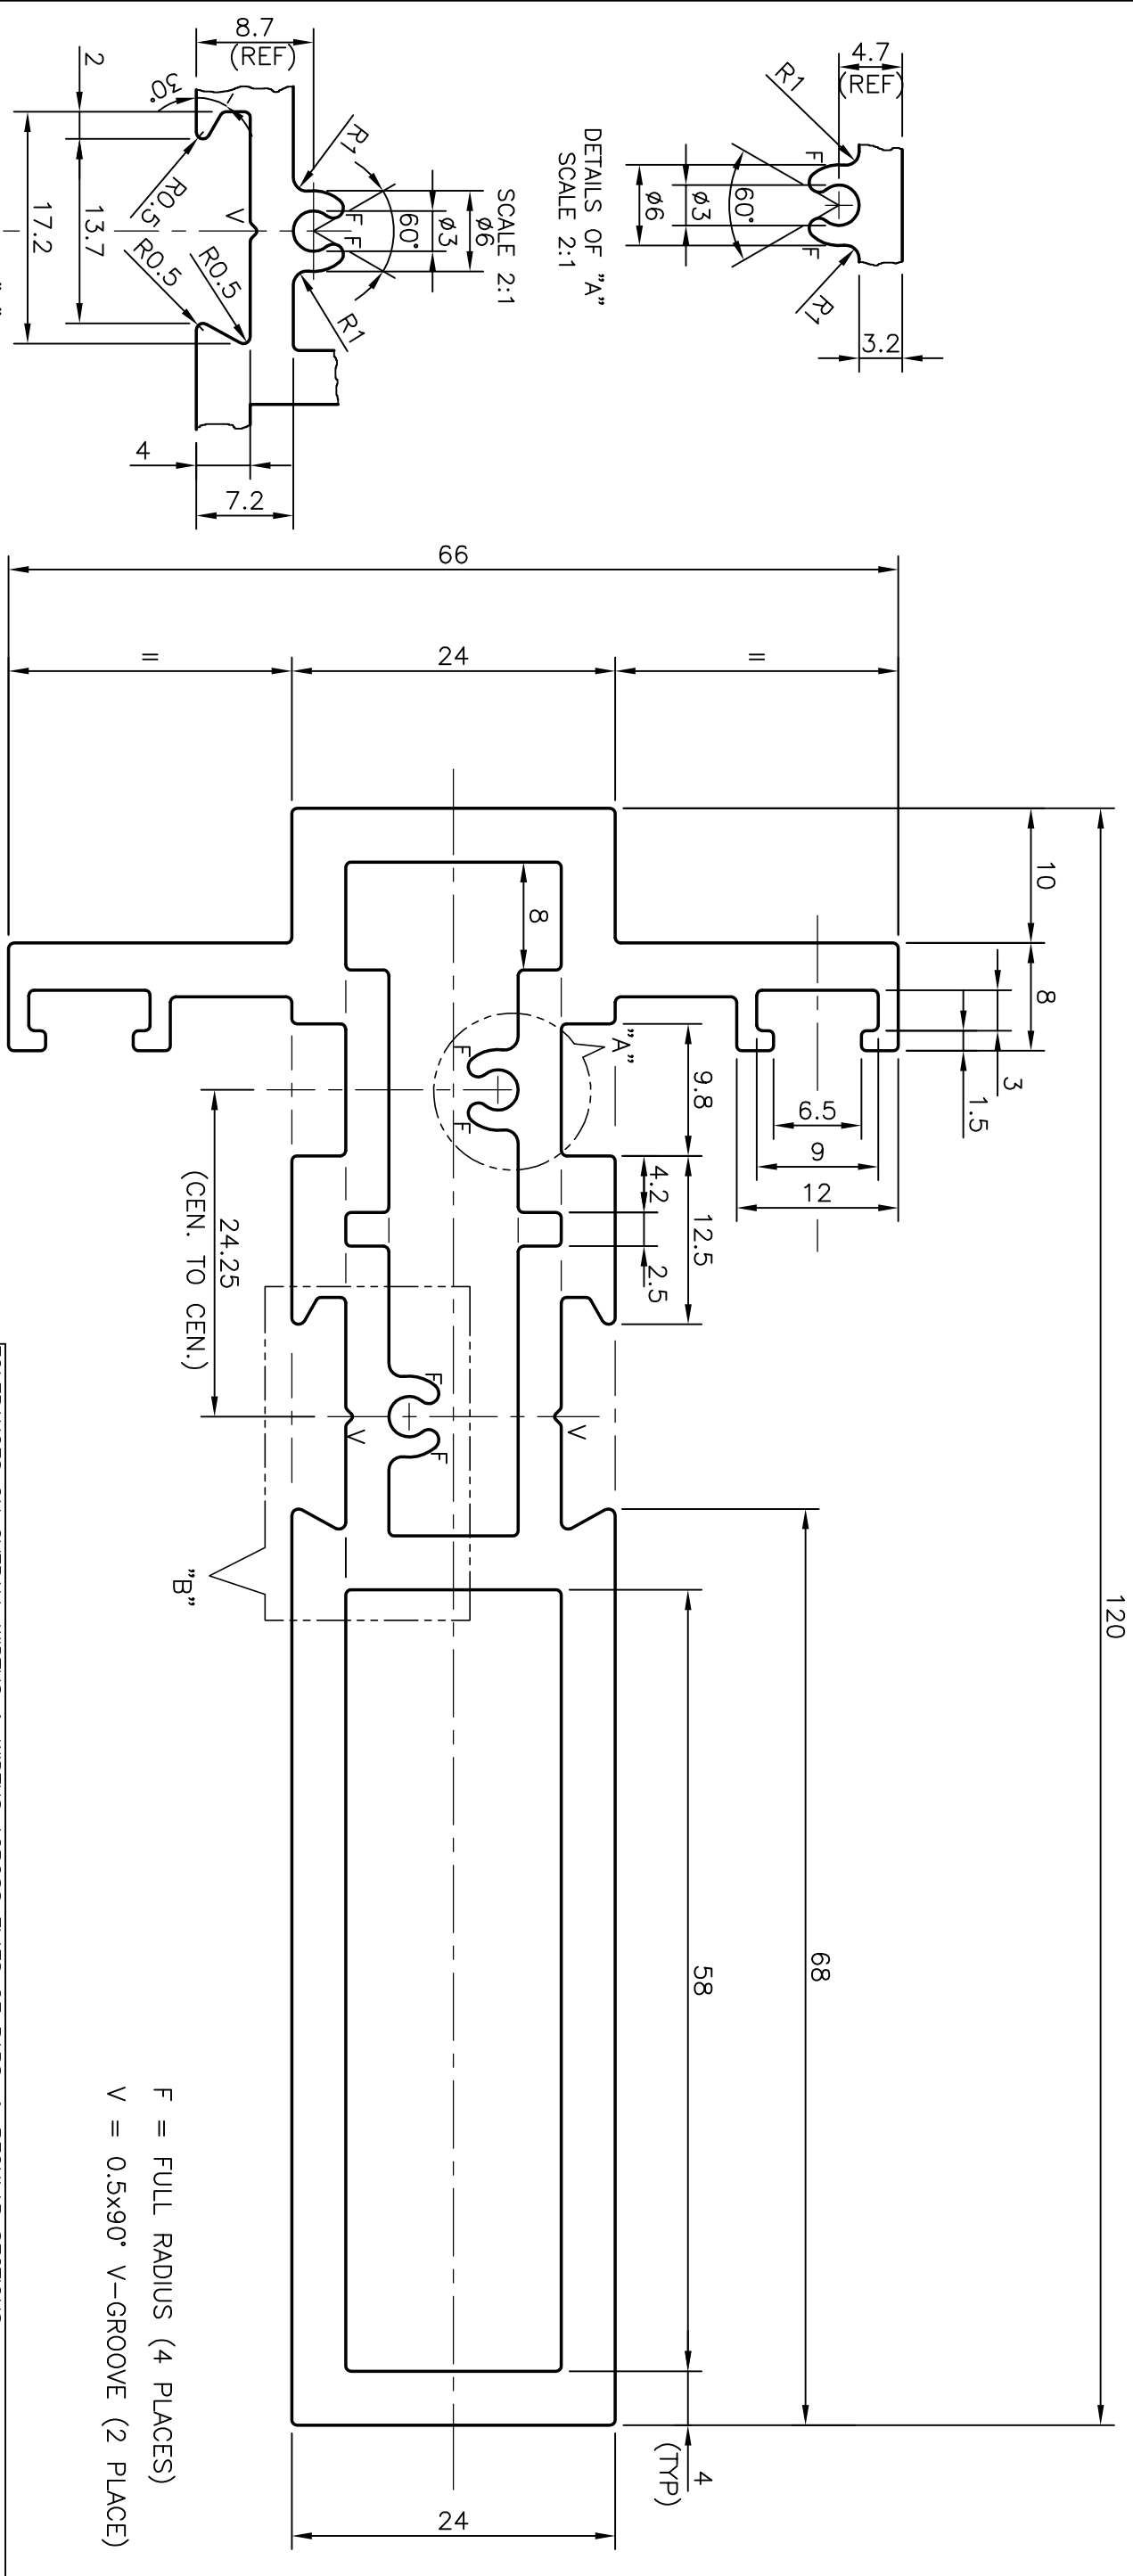 8.7
(REF)
4.7
(REF)
R1
F
60°
ø3
ø6
F
R1
3.2
DETAILS OF "A"
SCALE 2:1
2
30°
R1
F
F
60°
ø3
ø6
SCALE 2:1
R1
R0.5
V
R0.5
R0.5
13.7
17.2
4
7.2
66
=
24
=
120
10
8
3
1.5
6.5
9
12
8
"A"
F
F
9.8
12.5
4.2
2.5
24.25
(CEN. TO CEN.)
F
F
V
V
"B"
68
58
4
(TYP)
24
F = FULL RADIUS (4 PLACES)
V = 0.5x90° V-GROOVE (2 PLACE)